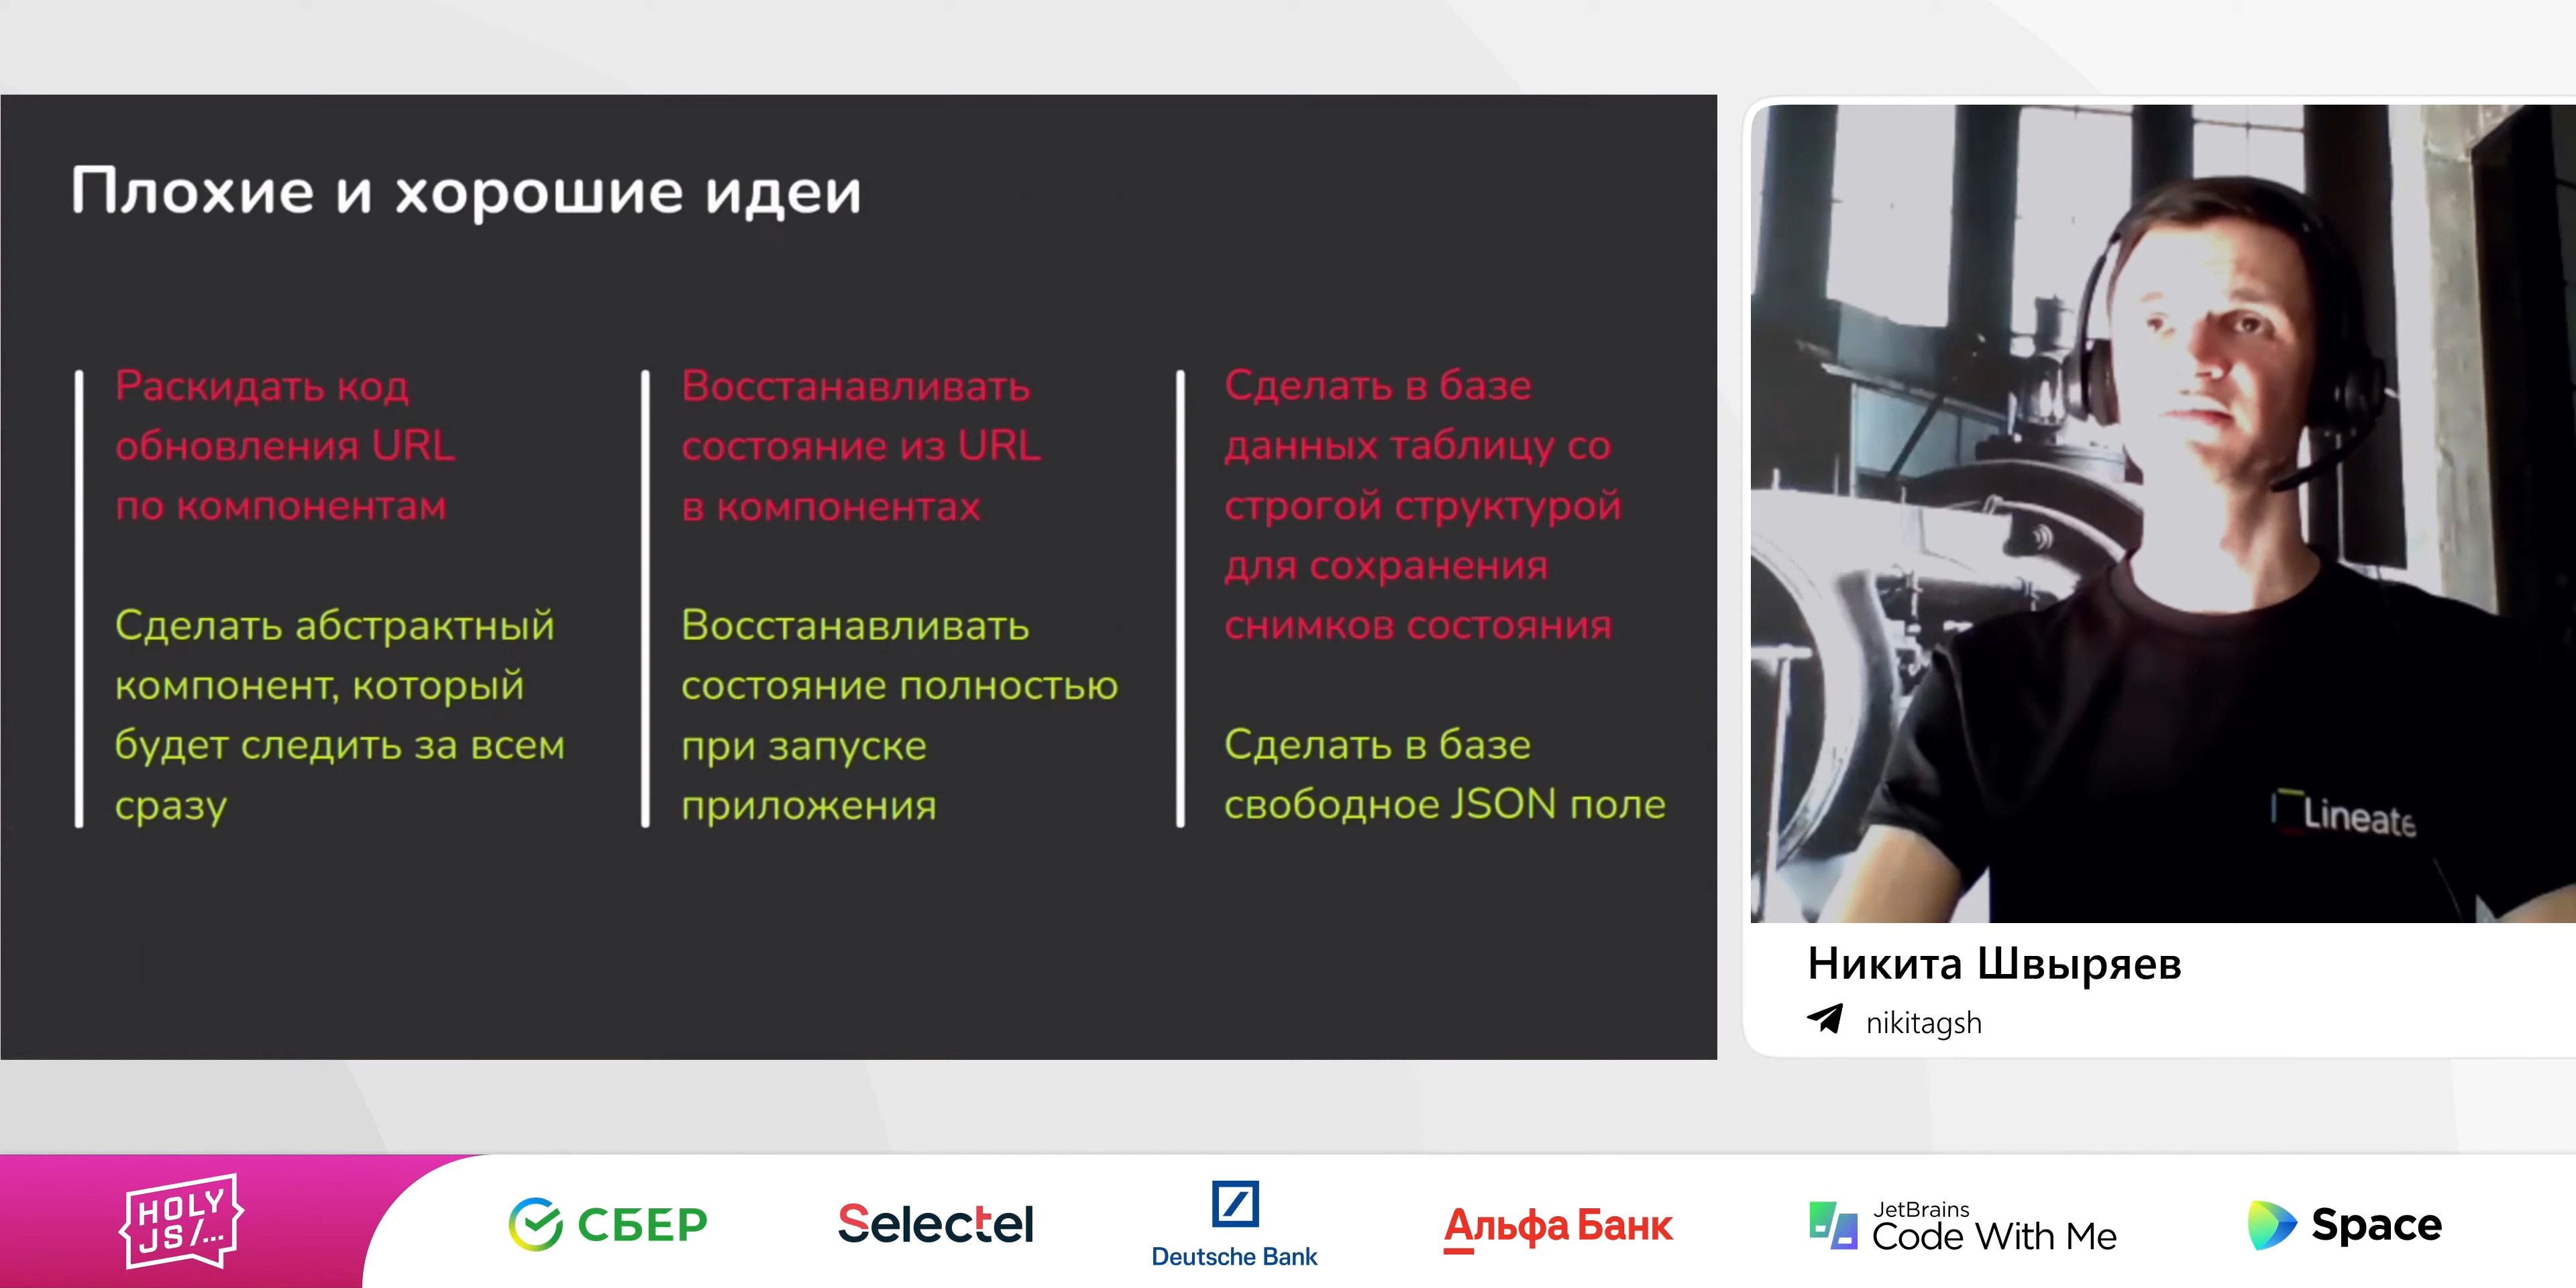 Плохие и хорошие идеи
Раскидать код
обновления URL
по компонентам
Сделать абстрактный
компонент, который
будет следить за всем
сразу
Восстанавливать
состояние из URL
в компонентах
Восстанавливать
состояние полностью
при запуске
приложения
Сделать в базе
данных таблицу со
строгой структурой
для сохранения
снимков состояния
Сделать в базе
свободное JSON поле
Lineate
Никита Швыряев
nikitagsh
HOLY
JS/...
СБЕР
Selectel
Deutsche Bank
Альфа Банк
JetBrains
Code With Me
Space